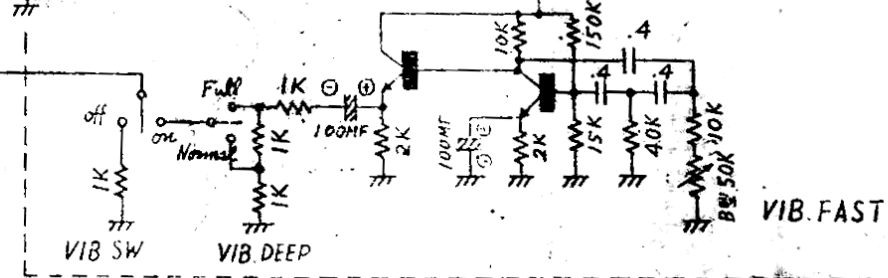 10K
150K
.4
.4
.4
Full
1K
⊖ ⊕
100MF
off
on
Normal
1K
1K
1K
2K
100MF
2K
15K
40K
10K
50K
VIB. FAST
VIB SW
VIB. DEEP